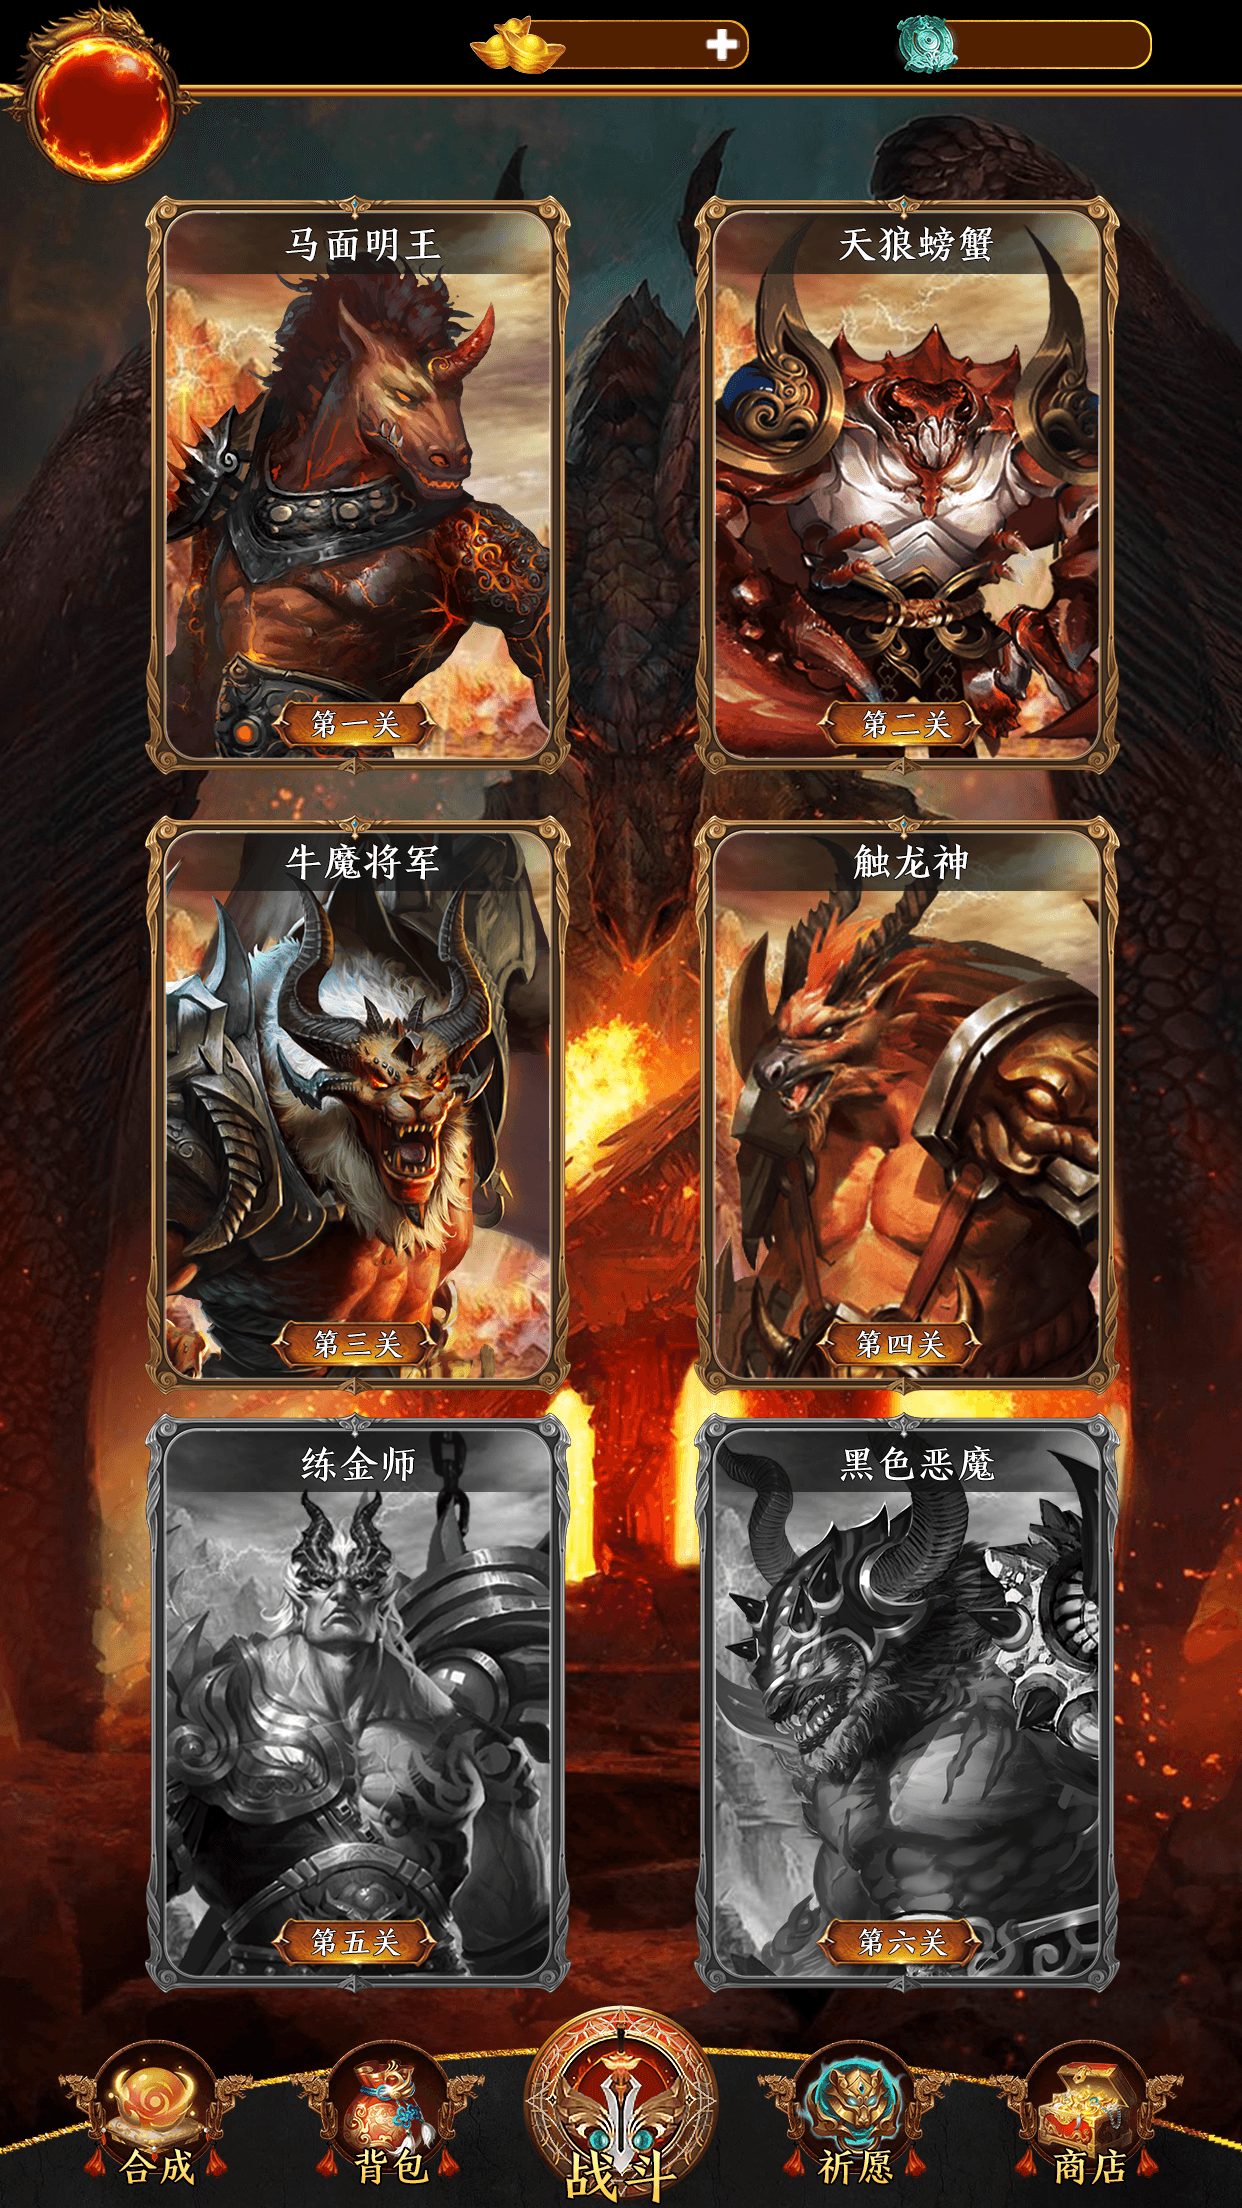 马面明王
天狼螃蟹
第一关
第二关
牛魔将军
触龙神
第三关
第四关
练金师
黑色恶魔
第五关
第六关
合成
背包
战斗
祈愿
商店